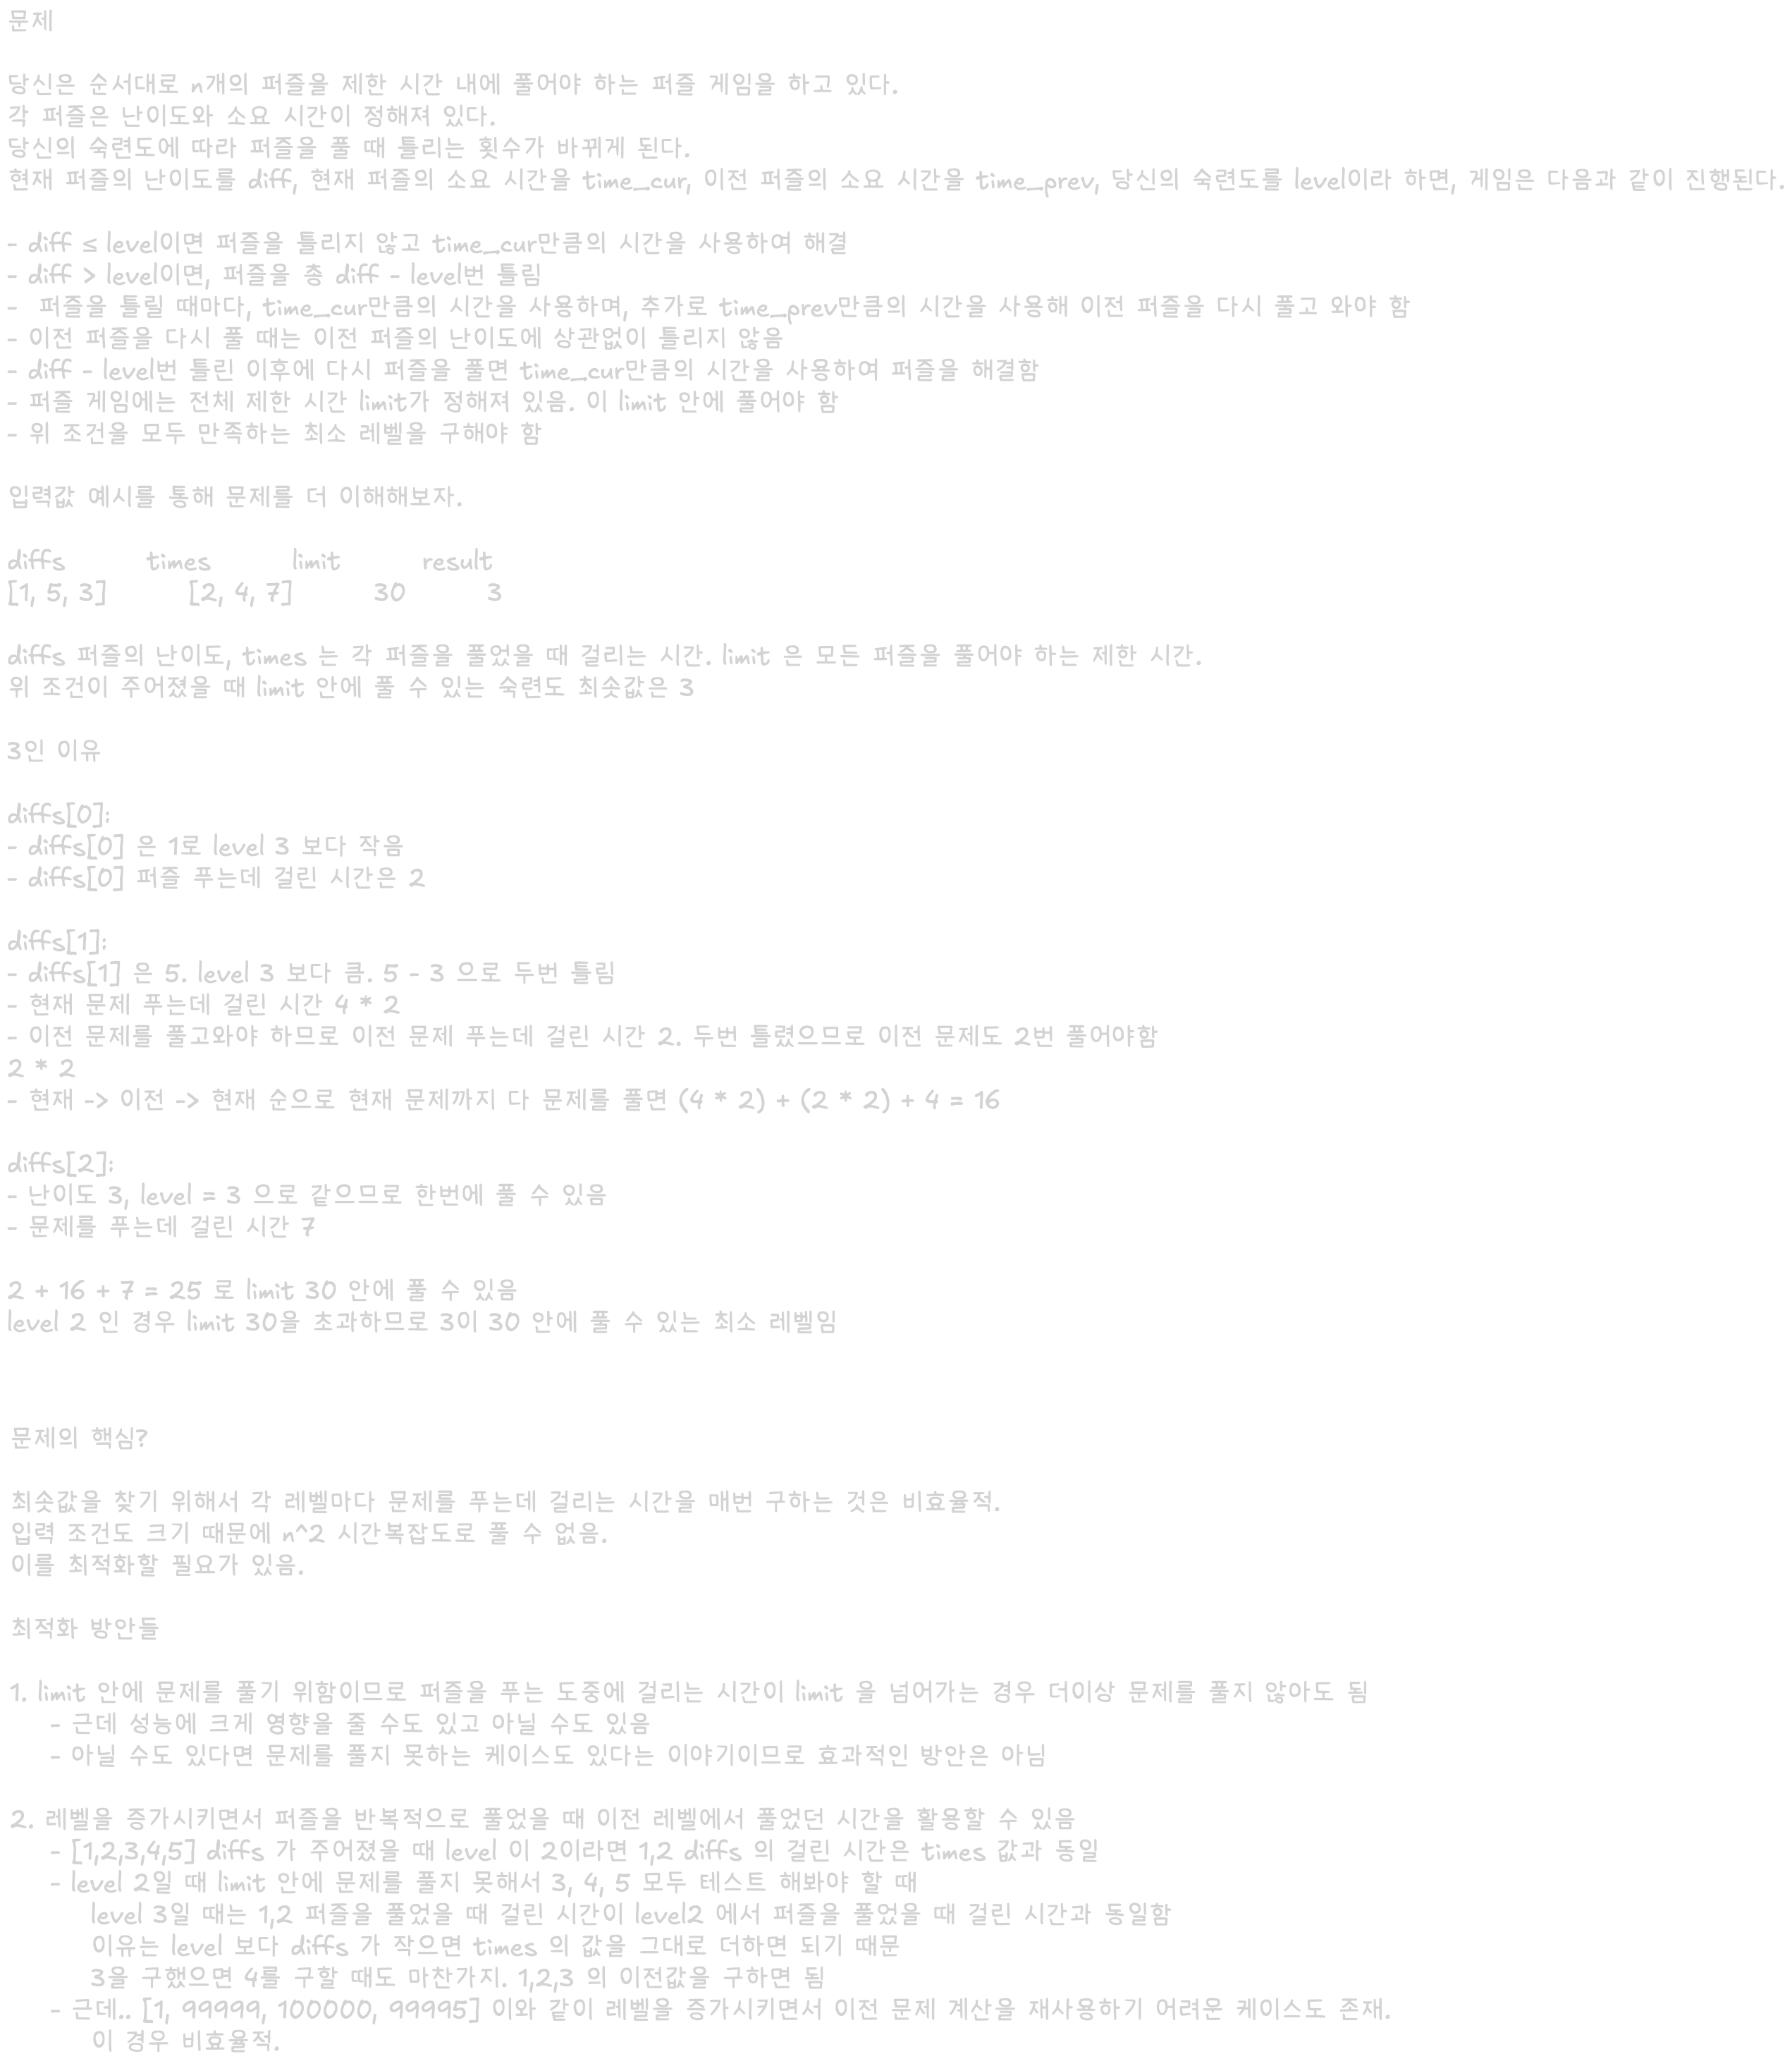 문제
당신은 순서대로 n개의 퍼즐을 제한 시간 내에 풀어야 하는 퍼즐 게임을 하고 있다.
각 퍼즐은 난이도와 소요 시간이 정해져 있다.
당신의 숙련도에 따라 퍼즐을 풀 때 틀리는 횟수가 바뀌게 된다.
현재 퍼즐의 난이도를 diff, 현재 퍼즐의 소요 시간을 time_cur, 이전 퍼즐의 소요 시간을 time_prev, 당신의 숙련도를 level이라 하면, 게임은 다음과 같이 진행된다.
- diff ≤ level이면 퍼즐을 틀리지 않고 time_cur만큼의 시간을 사용하여 해결
- diff > level이면, 퍼즐을 총 diff - level번 틀림
- 퍼즐을 틀릴 때마다, time_cur만큼의 시간을 사용하며, 추가로 time_prev만큼의 시간을 사용해 이전 퍼즐을 다시 풀고 와야 함
- 이전 퍼즐을 다시 풀 때는 이전 퍼즐의 난이도에 상관없이 틀리지 않음
- diff - level번 틀린 이후에 다시 퍼즐을 풀면 time_cur만큼의 시간을 사용하여 퍼즐을 해결함
- 퍼즐 게임에는 전체 제한 시간 limit가 정해져 있음. 이 limit 안에 풀어야 함
- 위 조건을 모두 만족하는 최소 레벨을 구해야 함
입력값 예시를 통해 문제를 더 이해해보자.
diffs times limit result
[1, 5, 3] [2, 4, 7] 30 3
diffs 퍼즐의 난이도, times 는 각 퍼즐을 풀었을 때 걸리는 시간. limit 은 모든 퍼즐을 풀어야 하는 제한 시간.
위 조건이 주어졌을 때 limit 안에 풀 수 있는 숙련도 최솟값은 3
3인 이유
diffs[0]:
- diffs[0] 은 1로 level 3 보다 작음
- diffs[0] 퍼즐 푸는데 걸린 시간은 2
diffs[1]:
- diffs[1] 은 5. level 3 보다 큼. 5 - 3 으로 두번 틀림
- 현재 문제 푸는데 걸린 시간 4 * 2
- 이전 문제를 풀고와야 하므로 이전 문제 푸는데 걸린 시간 2. 두번 틀렸으므로 이전 문제도 2번 풀어야함
2 * 2
- 현재 -> 이전 -> 현재 순으로 현재 문제까지 다 문제를 풀면 (4 * 2) + (2 * 2) + 4 = 16
diffs[2]:
- 난이도 3, level = 3 으로 같으므로 한번에 풀 수 있음
- 문제를 푸는데 걸린 시간 7
2 + 16 + 7 = 25 로 limit 30 안에 풀 수 있음
level 2 인 경우 limit 30을 초과하므로 3이 30 안에 풀 수 있는 최소 레벨임
문제의 핵심?
최솟값을 찾기 위해서 각 레벨마다 문제를 푸는데 걸리는 시간을 매번 구하는 것은 비효율적.
입력 조건도 크기 때문에 n^2 시간복잡도로 풀 수 없음.
이를 최적화할 필요가 있음.
최적화 방안들
1. limit 안에 문제를 풀기 위함이므로 퍼즐을 푸는 도중에 걸리는 시간이 limit 을 넘어가는 경우 더이상 문제를 풀지 않아도 됨
- 근데 성능에 크게 영향을 줄 수도 있고 아닐 수도 있음
- 아닐 수도 있다면 문제를 풀지 못하는 케이스도 있다는 이야기이므로 효과적인 방안은 아님
2. 레벨을 증가시키면서 퍼즐을 반복적으로 풀었을 때 이전 레벨에서 풀었던 시간을 활용할 수 있음
- [1,2,3,4,5] diffs 가 주어졌을 때 level 이 2이라면 1,2 diffs 의 걸린 시간은 times 값과 동일
- level 2일 때 limit 안에 문제를 풀지 못해서 3, 4, 5 모두 테스트 해봐야 할 때
level 3일 때는 1,2 퍼즐을 풀었을 때 걸린 시간이 level2 에서 퍼즐을 풀었을 때 걸린 시간과 동일함
이유는 level 보다 diffs 가 작으면 times 의 값을 그대로 더하면 되기 때문
3을 구했으면 4를 구할 때도 마찬가지. 1,2,3 의 이전값을 구하면 됨
- 근데.. [1, 99999, 100000, 99995] 이와 같이 레벨을 증가시키면서 이전 문제 계산을 재사용하기 어려운 케이스도 존재.
이 경우 비효율적.